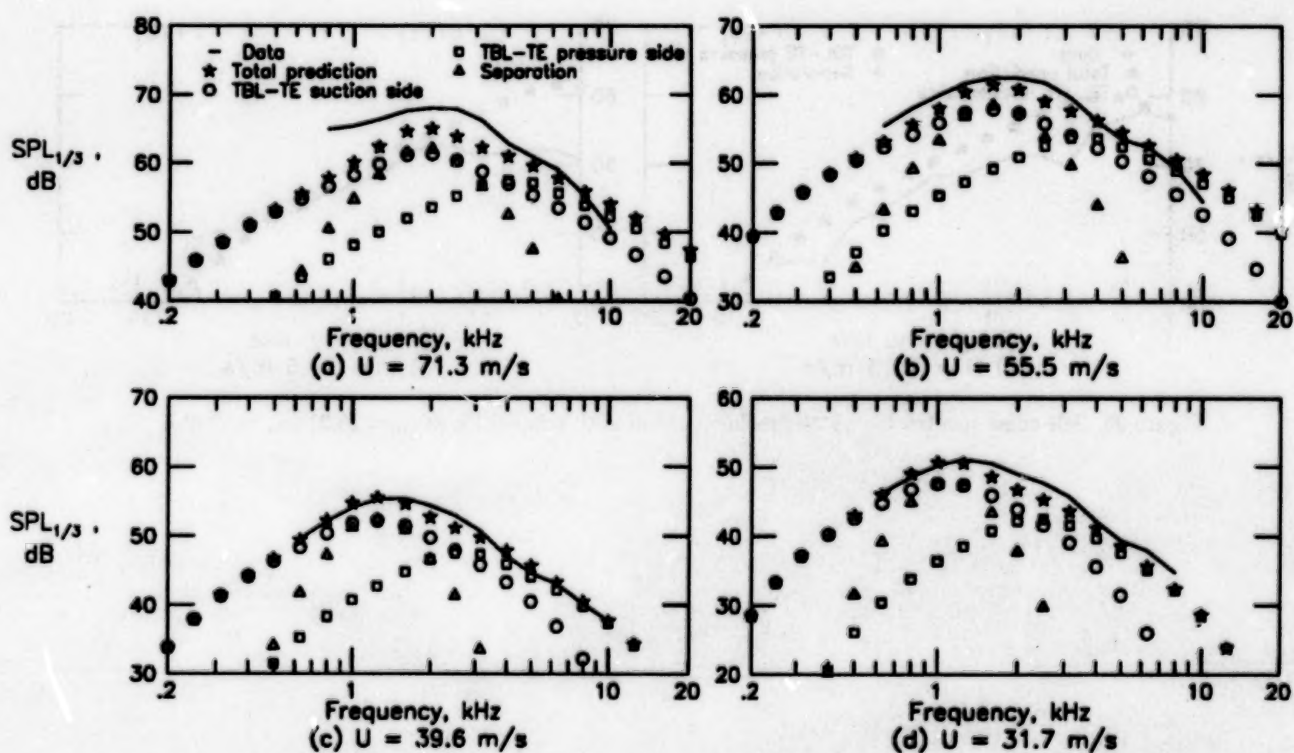 80
70
60
50
40
SPL1/3 ,
dB
— Data
★ Total prediction
○ TBL-TE suction side
□ TBL-TE pressure side
△ Separation
.2 1 10 20
Frequency, kHz
(a) U = 71.3 m/s
70
60
50
40
30
.2 1 10 20
Frequency, kHz
(b) U = 55.5 m/s
70
60
50
40
30
SPL1/3 ,
dB
.2 1 10 20
Frequency, kHz
(c) U = 39.6 m/s
60
50
40
30
20
.2 1 10 20
Frequency, kHz
(d) U = 31.7 m/s